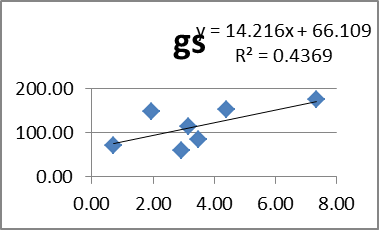 y = 14.216x + 66.109
R² = 0.4369
gs
200.00
100.00
0.00
0.00 2.00 4.00 6.00 8.00